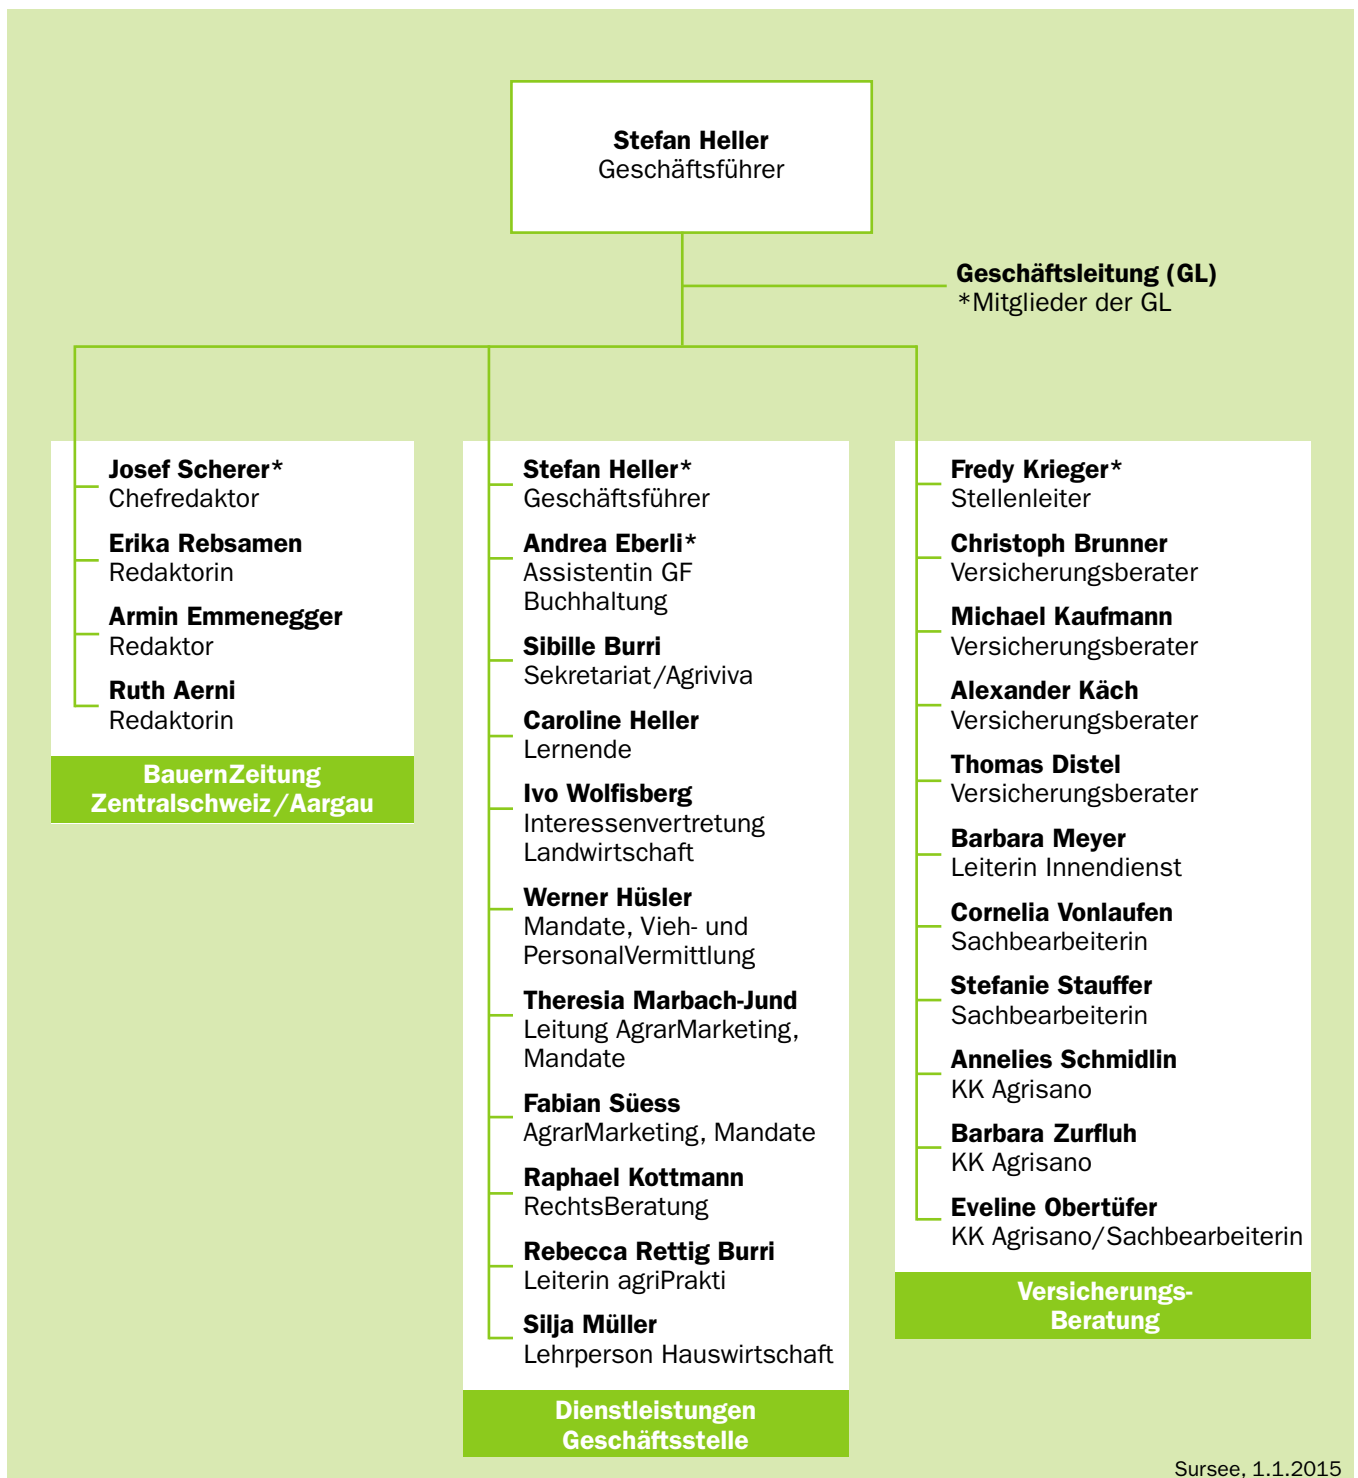 Stefan Heller
Geschäftsführer
Geschäftsleitung (GL)
*Mitglieder der GL
Josef Scherer*
Chefredaktor
Erika Rebsamen
Redaktorin
Armin Emmenegger
Redaktor
Ruth Aerni
Redaktorin
BauernZeitung
Zentralschweiz/Aargau
Stefan Heller*
Geschäftsführer
Andrea Eberli*
Assistentin GF
Buchhaltung
Sibille Burri
Sekretariat/Agriviva
Caroline Heller
Lernende
Ivo Wolfisberg
Interessenvertretung
Landwirtschaft
Werner Hüsler
Mandate, Vieh- und
PersonalVermittlung
Theresia Marbach-Jund
Leitung AgrarMarketing,
Mandate
Fabian Süess
AgrarMarketing, Mandate
Raphael Kottmann
RechtsBeratung
Rebecca Rettig Burri
Leiterin agriPrakti
Silja Müller
Lehrperson Hauswirtschaft
Dienstleistungen
Geschäftsstelle
Fredy Krieger*
Stellenleiter
Christoph Brunner
Versicherungsberater
Michael Kaufmann
Versicherungsberater
Alexander Käch
Versicherungsberater
Thomas Distel
Versicherungsberater
Barbara Meyer
Leiterin Innendienst
Cornelia Vonlaufen
Sachbearbeiterin
Stefanie Stauffer
Sachbearbeiterin
Annelies Schmidlin
KK Agrisano
Barbara Zurfluh
KK Agrisano
Eveline Obertüfer
KK Agrisano/Sachbearbeiterin
Versicherungs-
Beratung
Sursee, 1.1.2015